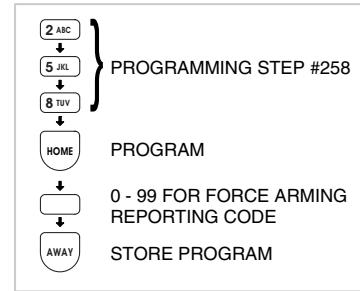 2 ABC
5 JKL
PROGRAMMING STEP #258
8 TUV
HOME
PROGRAM
0 - 99 FOR FORCE ARMING
REPORTING CODE
AWAY
STORE PROGRAM